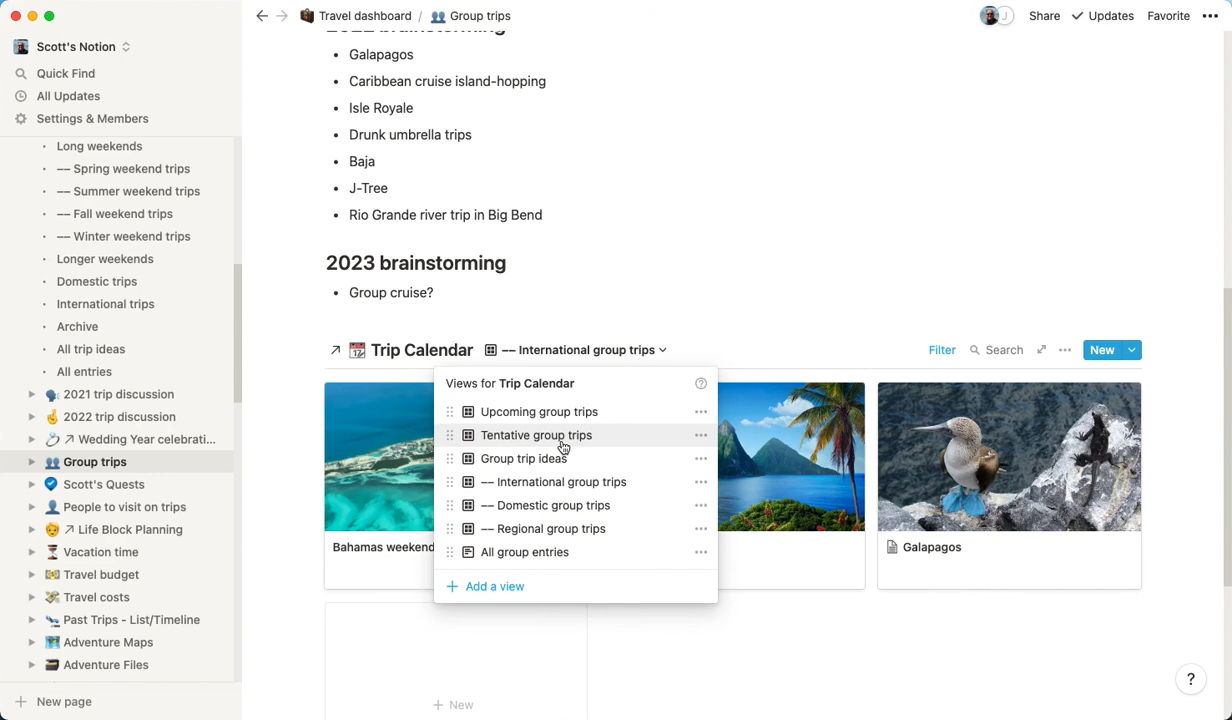 Travel dashboard / Group trips
J Share Updates Favorite
Scott's Notion
Quick Find
All Updates
Settings & Members
Long weekends
–– Spring weekend trips
–– Summer weekend trips
–– Fall weekend trips
–– Winter weekend trips
Longer weekends
Domestic trips
International trips
Archive
All trip ideas
All entries
2021 trip discussion
2022 trip discussion
Wedding Year celebrati...
Group trips
Scott's Quests
People to visit on trips
Life Block Planning
Vacation time
Travel budget
Travel costs
Past Trips - List/Timeline
Adventure Maps
Adventure Files
New page
2022 brainstorming
• Galapagos
• Caribbean cruise island-hopping
• Isle Royale
• Drunk umbrella trips
• Baja
• J-Tree
• Rio Grande river trip in Big Bend
2023 brainstorming
• Group cruise?
Trip Calendar –– International group trips
Filter Search New
Views for Trip Calendar
Upcoming group trips
Tentative group trips
Group trip ideas
–– International group trips
–– Domestic group trips
–– Regional group trips
All group entries
Add a view
Bahamas weekend
Galapagos
+ New
?